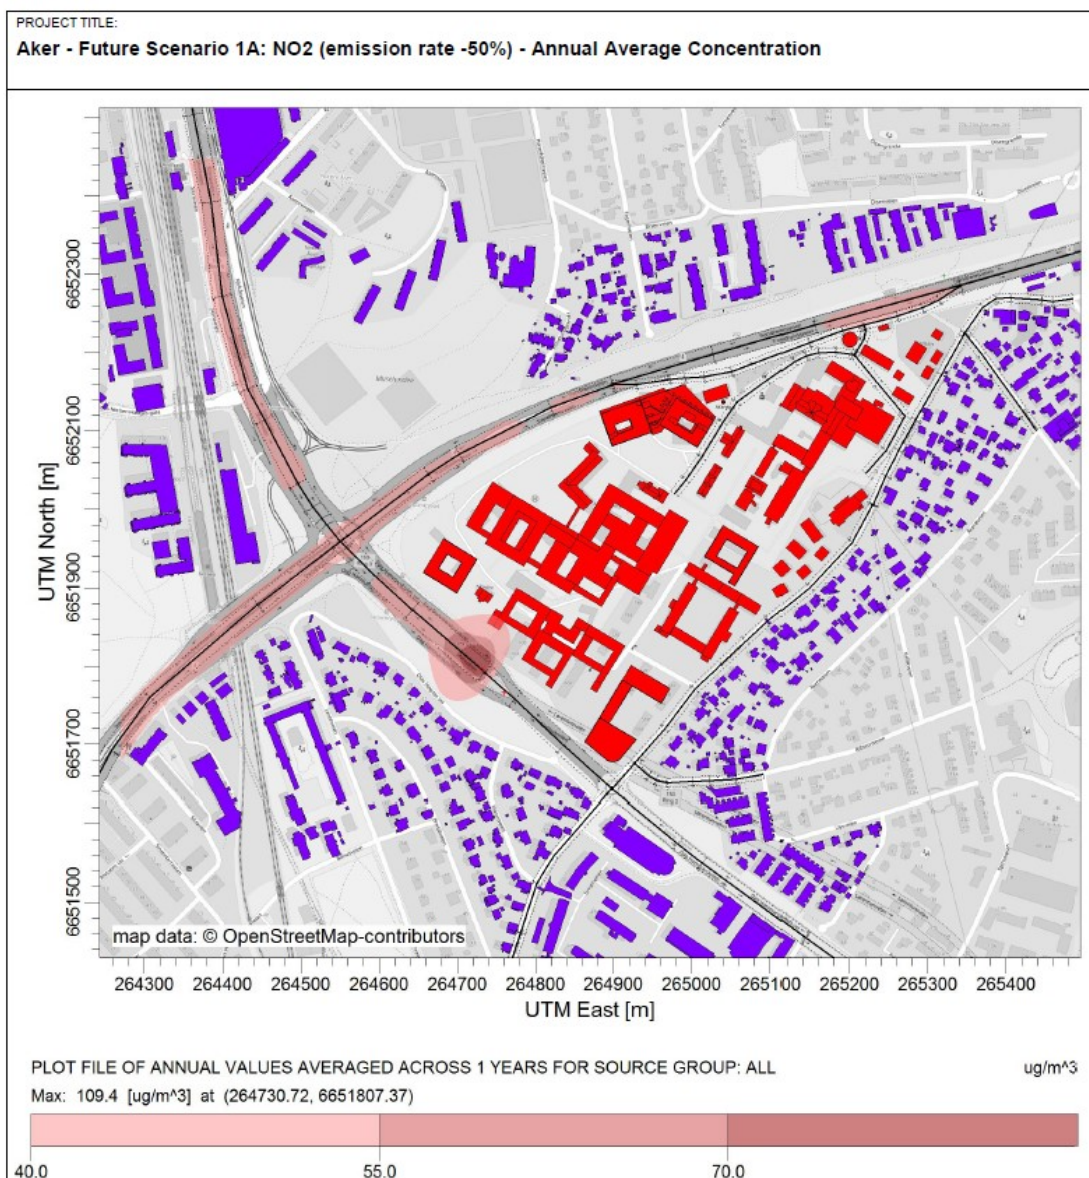 PROJECT TITLE:
Aker - Future Scenario 1A: NO2 (emission rate -50%) - Annual Average Concentration
UTM North [m]
6652300
6652100
6651900
6651700
6651500
map data: © OpenStreetMap-contributors
264300 264400 264500 264600 264700 264800 264900 265000 265100 265200 265300 265400
UTM East [m]
PLOT FILE OF ANNUAL VALUES AVERAGED ACROSS 1 YEARS FOR SOURCE GROUP: ALL ug/m^3
Max: 109.4 [ug/m^3] at (264730.72, 6651807.37)
40.0 55.0 70.0